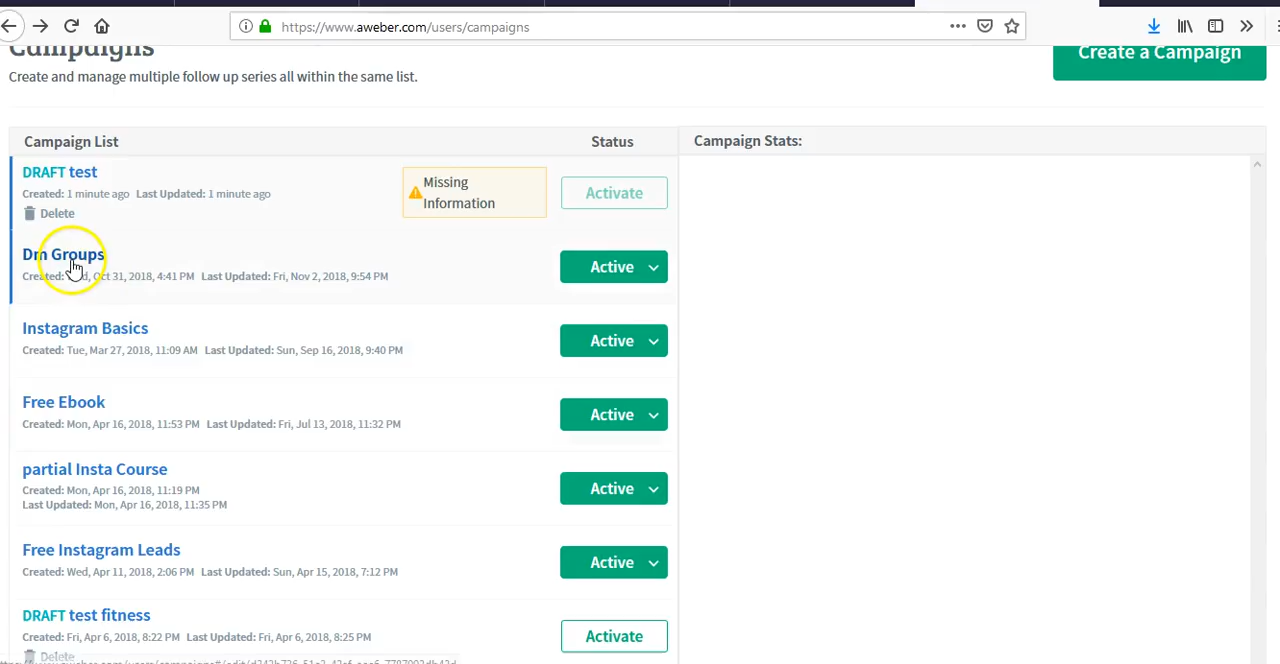 https://www.aweber.com/users/campaigns
Campaigns
Create a Campaign
Create and manage multiple follow up series all within the same list.
Campaign List
Status
Campaign Stats:
DRAFT test
Created: 1 minute ago Last Updated: 1 minute ago
Delete
Missing
Information
Activate
Dm Groups
Created: Wed, Oct 31, 2018, 4:41 PM Last Updated: Fri, Nov 2, 2018, 9:54 PM
Active
Instagram Basics
Created: Tue, Mar 27, 2018, 11:09 AM Last Updated: Sun, Sep 16, 2018, 9:40 PM
Active
Free Ebook
Created: Mon, Apr 16, 2018, 11:53 PM Last Updated: Fri, Jul 13, 2018, 11:32 PM
Active
partial Insta Course
Created: Mon, Apr 16, 2018, 11:19 PM
Last Updated: Mon, Apr 16, 2018, 11:35 PM
Active
Free Instagram Leads
Created: Wed, Apr 11, 2018, 2:06 PM Last Updated: Sun, Apr 15, 2018, 7:12 PM
Active
DRAFT test fitness
Created: Fri, Apr 6, 2018, 8:22 PM Last Updated: Fri, Apr 6, 2018, 8:25 PM
Activate
Delete